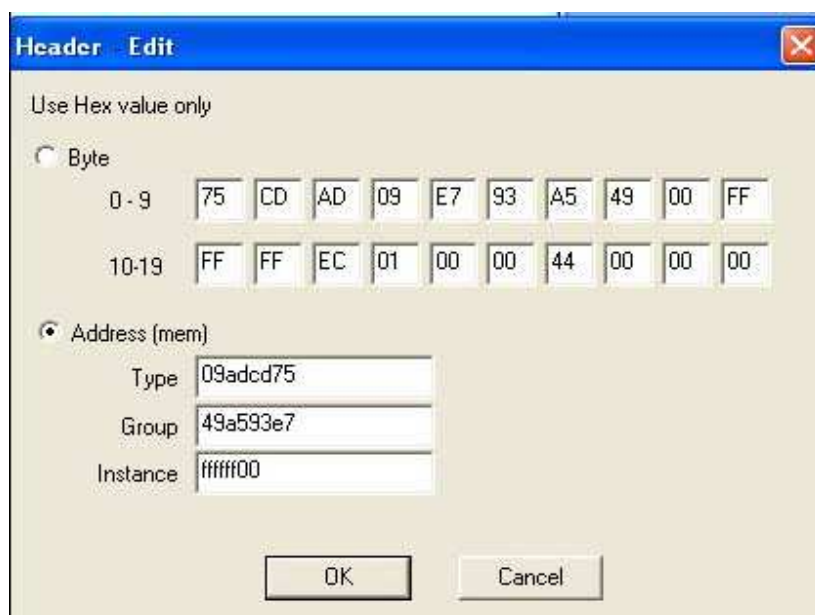 Header - Edit
Use Hex value only
Byte
0 - 9 75 CD AD 09 E7 93 A5 49 00 FF
10-19 FF FF EC 01 00 00 44 00 00 00
Address (mem)
Type 09adcd75
Group 49a593e7
Instance ffffff00
OK Cancel